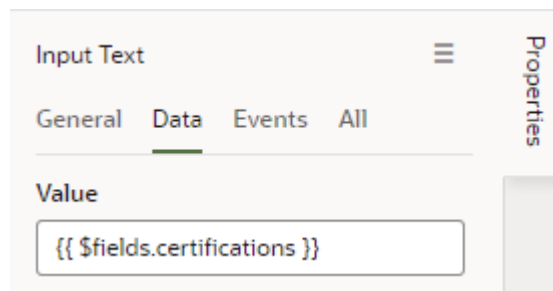 Input Text
General Data Events All
Value
{{ $fields.certifications }}
Properties